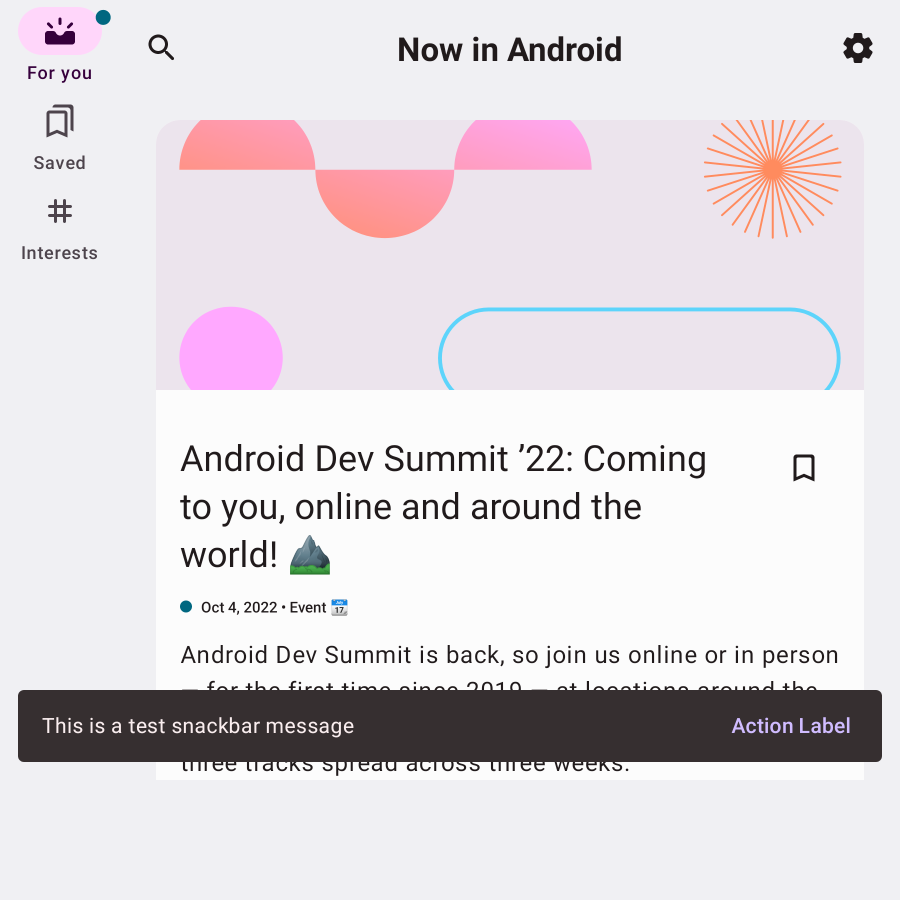 For you
Saved
Interests
Now in Android
Android Dev Summit ’22: Coming
to you, online and around the
world! ⛰️
Oct 4, 2022 • Event 📆
Android Dev Summit is back, so join us online or in person
— for the first time since 2019 — at locations around the
This is a test snackbar message
Action Label
three tracks spread across three weeks.